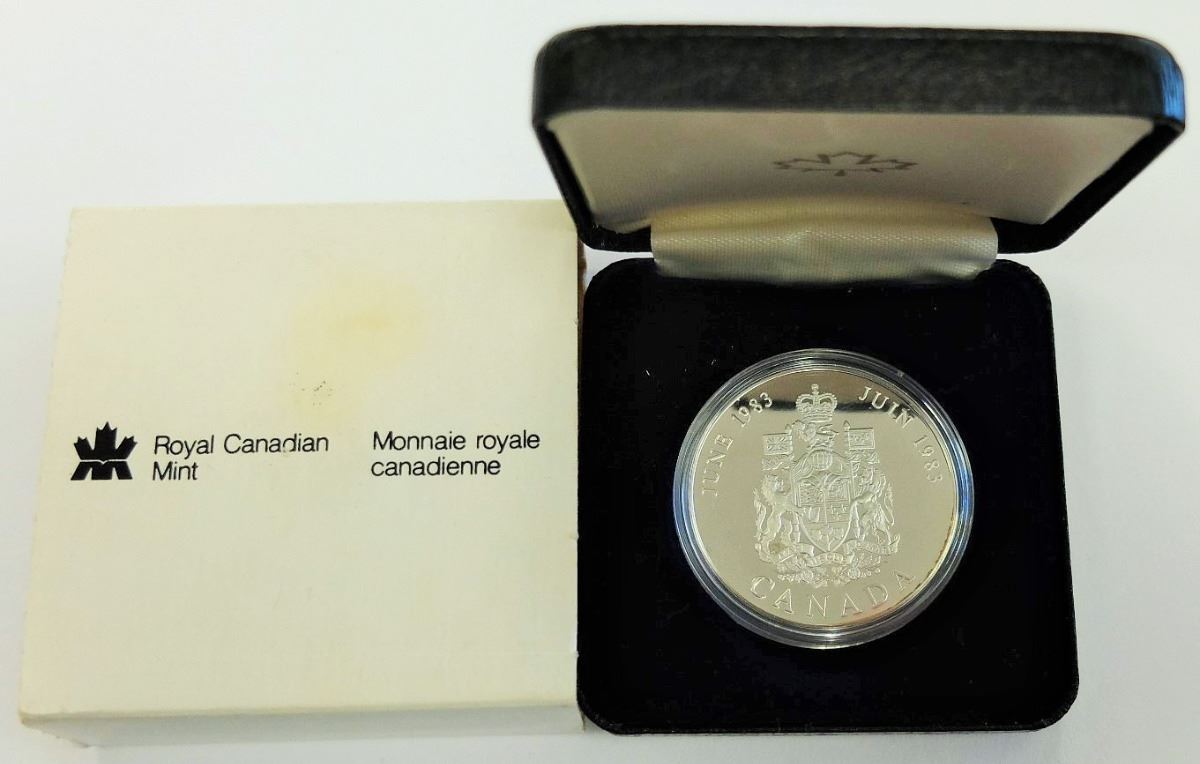 Royal Canadian
Mint
Monnaie royale
canadienne
JUNE 1983
JUIN 1983
CANADA